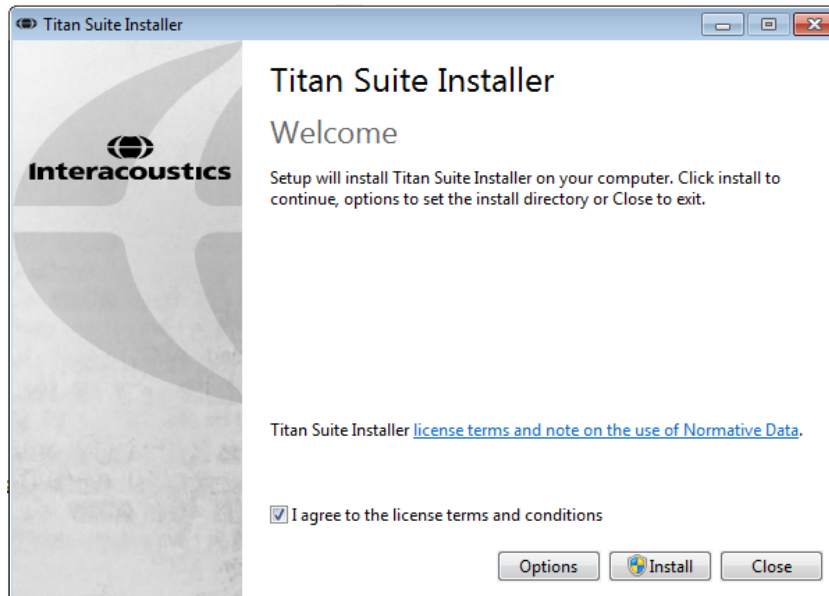 Titan Suite Installer
Interacoustics
Titan Suite Installer
Welcome
Setup will install Titan Suite Installer on your computer. Click install to
continue, options to set the install directory or Close to exit.
Titan Suite Installer license terms and note on the use of Normative Data.
I agree to the license terms and conditions
Options
Install
Close